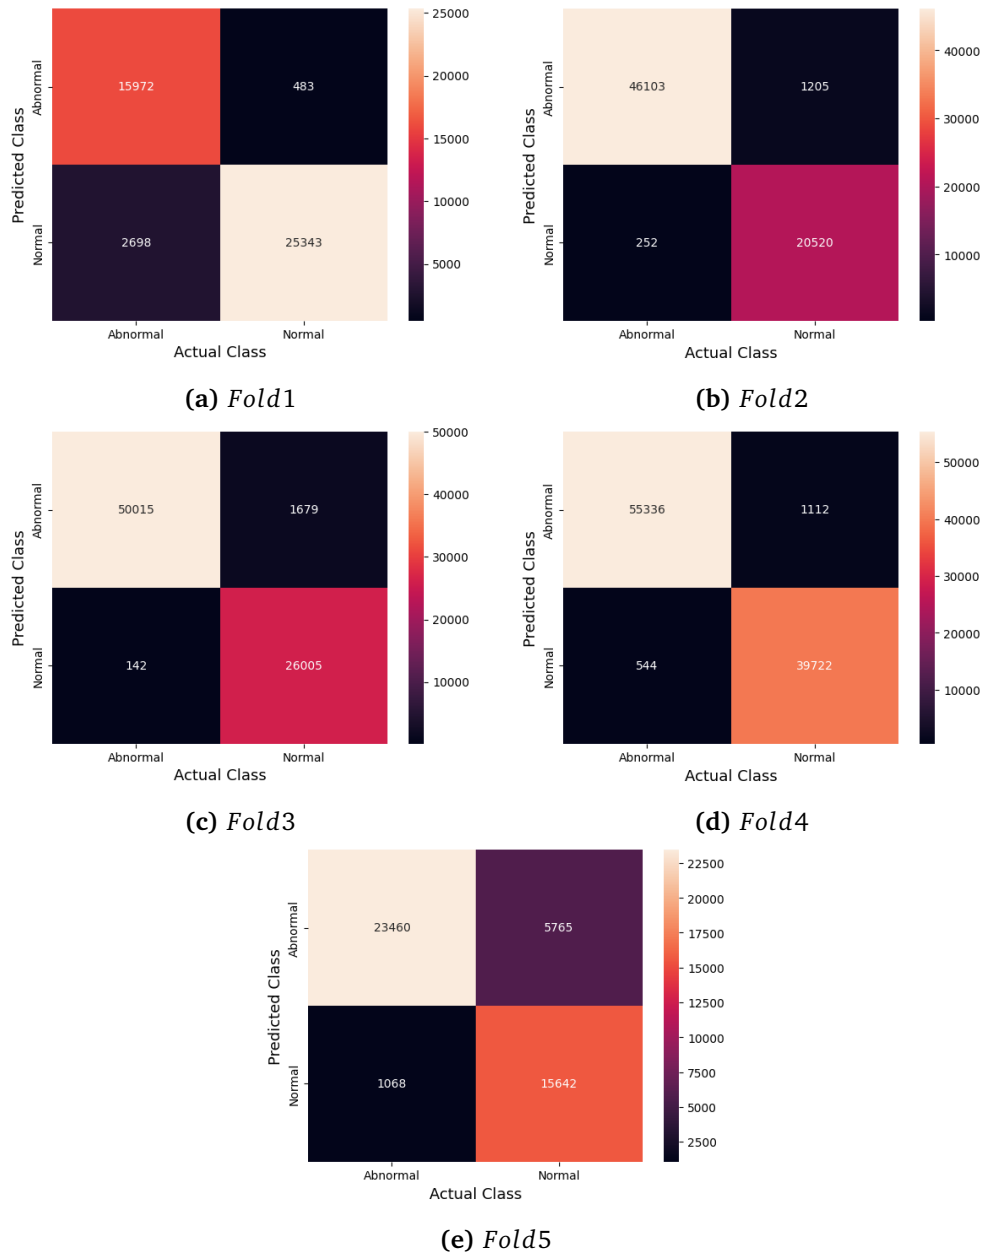 25000
20000
15000
10000
5000
Predicted Class
Abnormal
Normal
15972 483
2698 25343
Abnormal Normal
Actual Class
(a) Fold1
40000
30000
20000
10000
Predicted Class
Abnormal
Normal
46103 1205
252 20520
Abnormal Normal
Actual Class
(b) Fold2
50000
40000
30000
20000
10000
Predicted Class
Abnormal
Normal
50015 1679
142 26005
Abnormal Normal
Actual Class
(c) Fold3
50000
40000
30000
20000
10000
Predicted Class
Abnormal
Normal
55336 1112
544 39722
Abnormal Normal
Actual Class
(d) Fold4
22500
20000
17500
15000
12500
10000
7500
5000
2500
Predicted Class
Abnormal
Normal
23460 5765
1068 15642
Abnormal Normal
Actual Class
(e) Fold5